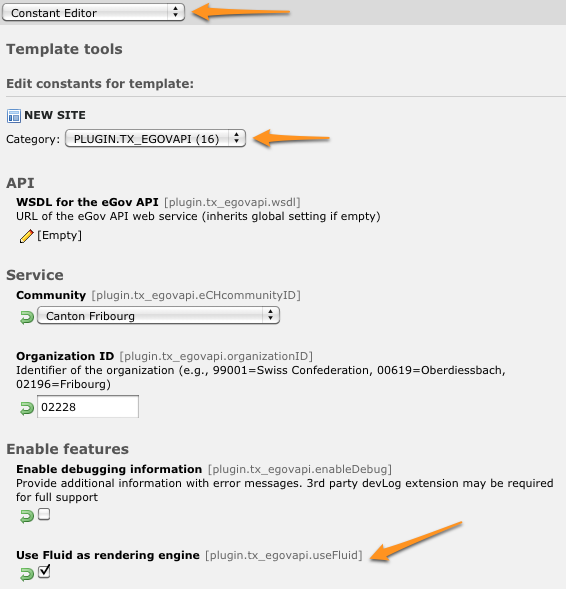 Constant Editor
Template tools
Edit constants for template:
NEW SITE
Category: PLUGIN.TX_EGOVAPI (16)
API
WSDL for the eGov API [plugin.tx_egovapi.wsdl]
URL of the eGov API web service (inherits global setting if empty)
[Empty]
Service
Community [plugin.tx_egovapi.eCHcommunityID]
Canton Fribourg
Organization ID [plugin.tx_egovapi.organizationID]
Identifier of the organization (e.g., 99001=Swiss Confederation, 00619=Oberdiessbach,
02196=Fribourg)
02228
Enable features
Enable debugging information [plugin.tx_egovapi.enableDebug]
Provide additional information with error messages. 3rd party devLog extension may be required
for full support
Use Fluid as rendering engine [plugin.tx_egovapi.useFluid]